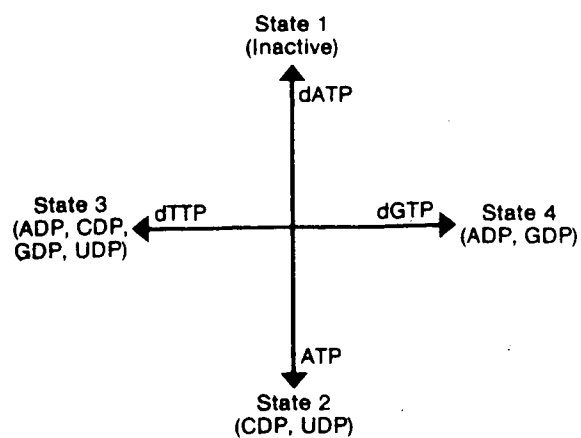 State 1
(Inactive)
dATP
State 3
(ADP, CDP,
GDP, UDP)
dTTP
dGTP
State 4
(ADP, GDP)
ATP
State 2
(CDP, UDP)